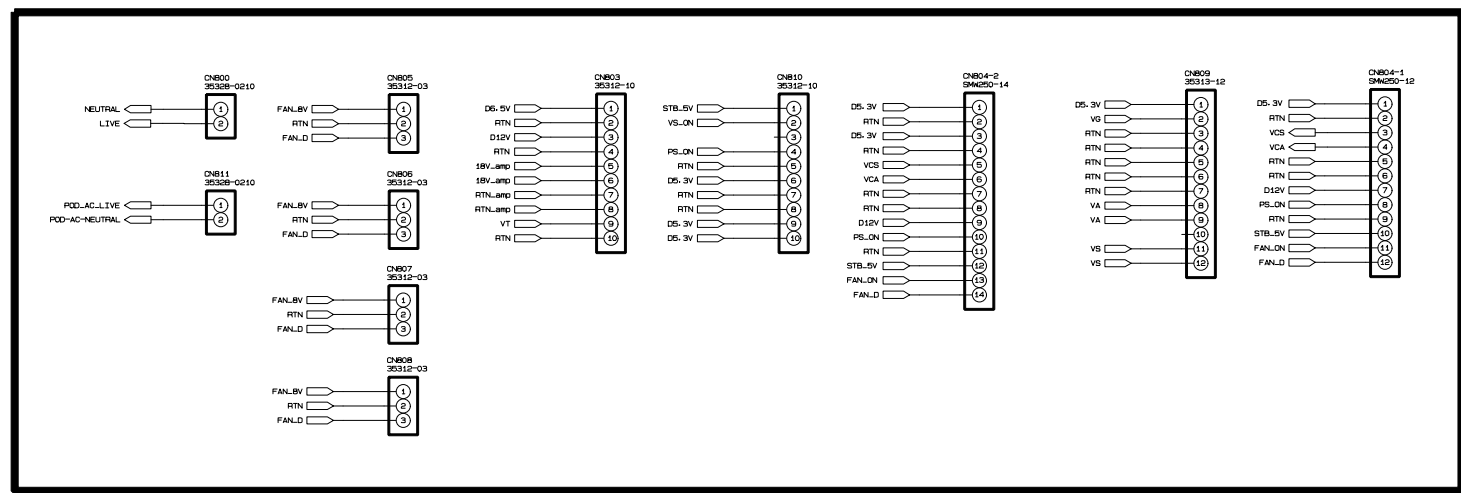 CN800
35328-0210
NEUTRAL 1
LIVE 2
CN811
35328-0210
POD_AC_LIVE 1
POD-AC-NEUTRAL 2
CN805
35312-03
FAN_8V 1
RTN 2
FAN_D 3
CN806
35312-03
FAN_8V 1
RTN 2
FAN_D 3
CN807
35312-03
FAN_8V 1
RTN 2
FAN_D 3
CN808
35312-03
FAN_8V 1
RTN 2
FAN_D 3
CN803
35312-10
D5.5V 1
RTN 2
D12V 3
RTN 4
18V_amp 5
18V_amp 6
RTN_amp 7
RTN_amp 8
VT 9
RTN 10
CN810
35312-10
STB_5V 1
VS_ON 2
3
PS_ON 4
RTN 5
D5.3V 6
RTN 7
RTN 8
D5.3V 9
D5.3V 10
CN804-2
SMW250-14
D5.3V 1
RTN 2
D5.3V 3
RTN 4
VCS 5
VCA 6
RTN 7
RTN 8
D12V 9
PS_ON 10
RTN 11
STB_5V 12
FAN_ON 13
FAN_D 14
CN809
35313-12
D5.3V 1
VG 2
RTN 3
RTN 4
RTN 5
RTN 6
RTN 7
VA 8
VA 9
10
VS 11
VS 12
CN804-1
SMW250-12
D5.3V 1
RTN 2
VCS 3
VCA 4
RTN 5
RTN 6
D12V 7
PS_ON 8
RTN 9
STB_5V 10
FAN_ON 11
FAN_D 12